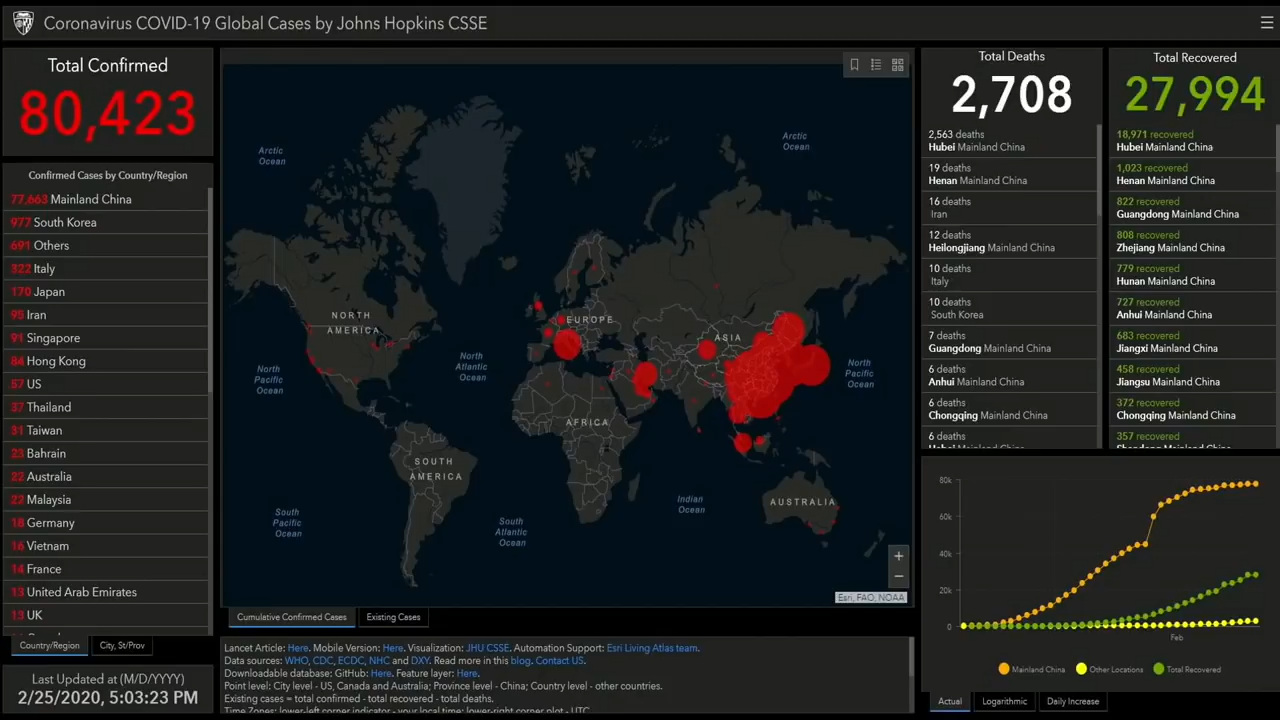 Coronavirus COVID-19 Global Cases by Johns Hopkins CSSE
Total Confirmed
80,423
Confirmed Cases by Country/Region
77,663 Mainland China
977 South Korea
691 Others
322 Italy
170 Japan
95 Iran
91 Singapore
84 Hong Kong
57 US
37 Thailand
31 Taiwan
23 Bahrain
22 Australia
22 Malaysia
18 Germany
16 Vietnam
14 France
13 United Arab Emirates
13 UK
Country/Region
City, St/Prov
Last Updated at (M/D/YYYY)
2/25/2020, 5:03:23 PM
Arctic
Ocean
Arctic
Ocean
NORTH
AMERICA
EUROPE
ASIA
North
Pacific
Ocean
North
Atlantic
Ocean
North
Pacific
Ocean
AFRICA
SOUTH
AMERICA
Indian
Ocean
AUSTRALIA
South
Pacific
Ocean
South
Atlantic
Ocean
+
−
Esri, FAO, NOAA
Cumulative Confirmed Cases
Existing Cases
Lancet Article: Here. Mobile Version: Here. Visualization: JHU CSSE. Automation Support: Esri Living Atlas team.
Data sources: WHO, CDC, ECDC, NHC and DXY. Read more in this blog. Contact US.
Downloadable database: GitHub: Here. Feature layer: Here.
Point level: City level - US, Canada and Australia; Province level - China; Country level - other countries.
Existing cases = total confirmed - total recovered - total deaths.
Time Zones: lower-left corner indicator - your local time; lower-right corner plot - UTC
Total Deaths
2,708
2,563 deaths
Hubei Mainland China
19 deaths
Henan Mainland China
16 deaths
Iran
12 deaths
Heilongjiang Mainland China
10 deaths
Italy
10 deaths
South Korea
7 deaths
Guangdong Mainland China
6 deaths
Anhui Mainland China
6 deaths
Chongqing Mainland China
6 deaths
Total Recovered
27,994
18,971 recovered
Hubei Mainland China
1,023 recovered
Henan Mainland China
822 recovered
Guangdong Mainland China
808 recovered
Zhejiang Mainland China
779 recovered
Hunan Mainland China
727 recovered
Anhui Mainland China
683 recovered
Jiangxi Mainland China
458 recovered
Jiangsu Mainland China
372 recovered
Chongqing Mainland China
357 recovered
80k
60k
40k
20k
0
Feb
Mainland China
Other Locations
Total Recovered
Actual
Logarithmic
Daily Increase